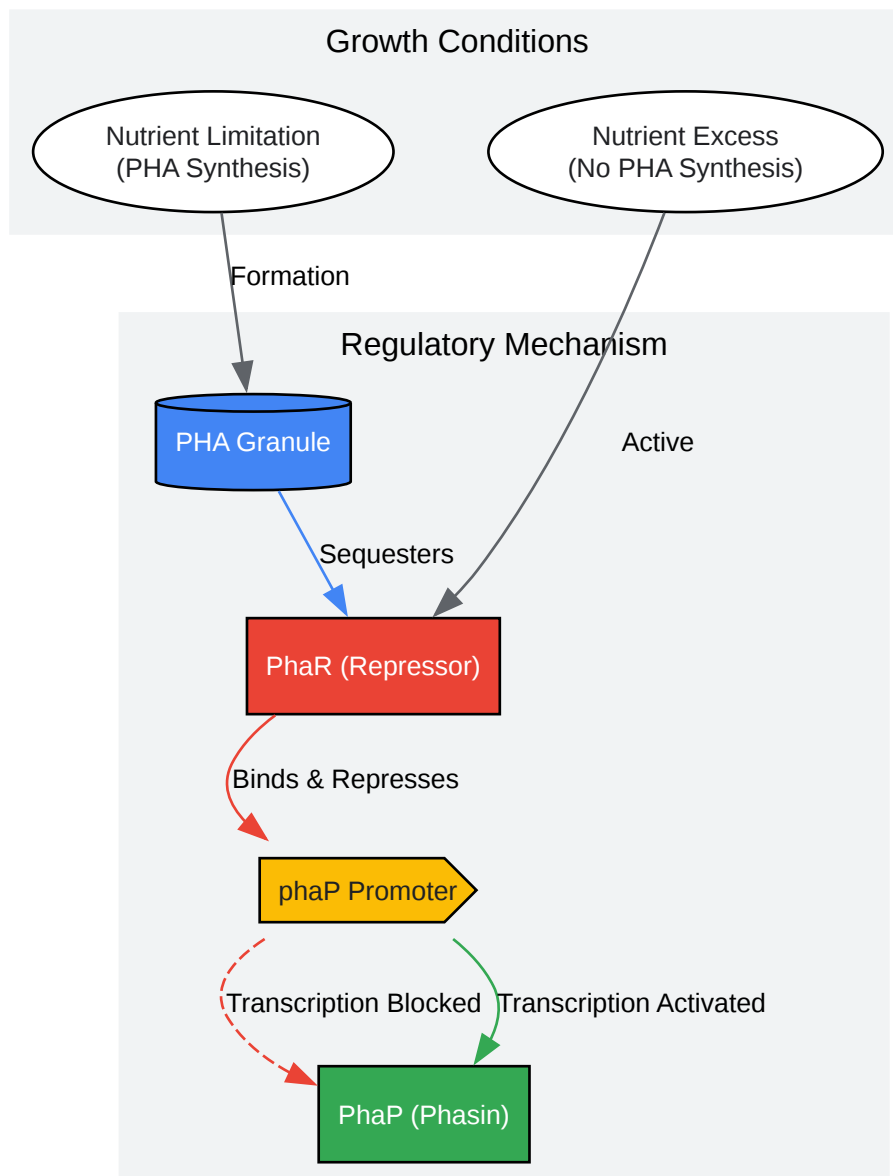 Growth Conditions
Nutrient Limitation
(PHA Synthesis)
Nutrient Excess
(No PHA Synthesis)
Formation
Regulatory Mechanism
PHA Granule
Active
Sequesters
PhaR (Repressor)
Binds & Represses
phaP Promoter
Transcription Blocked
Transcription Activated
PhaP (Phasin)